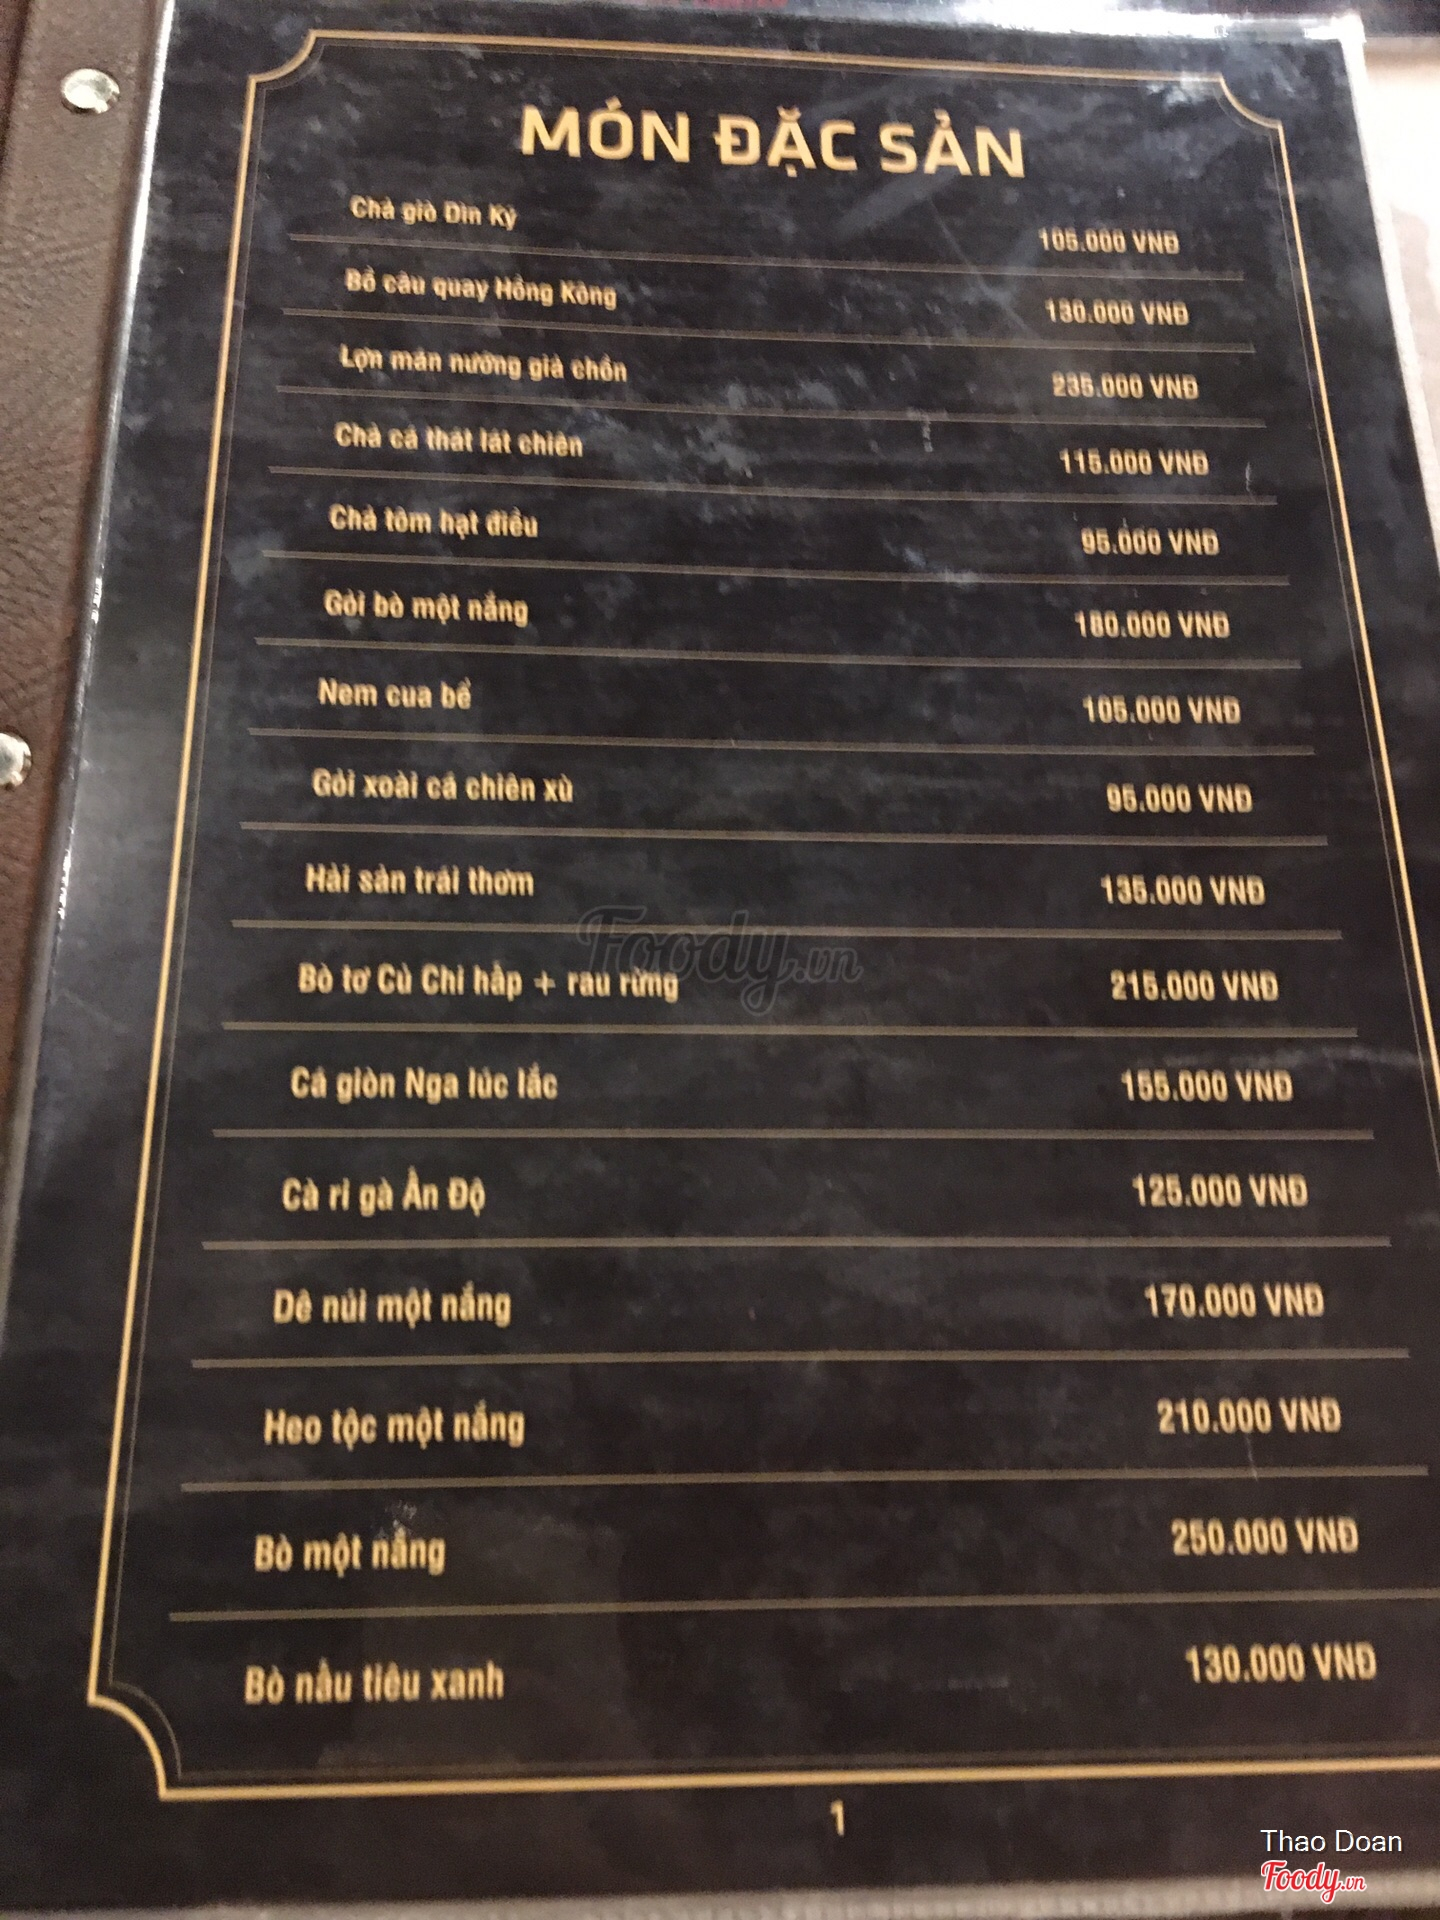 MÓN ĐẶC SẢN
Chả giò Dìn Ký 105.000 VNĐ
Bồ câu quay Hồng Kông 130.000 VNĐ
Lợn mán nướng giả chồn 235.000 VNĐ
Chả cá thát lát chiên 115.000 VNĐ
Chả tôm hạt điều 95.000 VNĐ
Gỏi bò một nắng 180.000 VNĐ
Nem cua bể 105.000 VNĐ
Gỏi xoài cá chiên xù 95.000 VNĐ
Hải sản trái thơm 135.000 VNĐ
Bò tơ Củ Chi hấp + rau rừng 215.000 VNĐ
Cá giòn Nga lúc lắc 155.000 VNĐ
Cà ri gà Ấn Độ 125.000 VNĐ
Dê núi một nắng 170.000 VNĐ
Heo tộc một nắng 210.000 VNĐ
Bò một nắng 250.000 VNĐ
Bò nấu tiêu xanh 130.000 VNĐ
1
Foody.vn
Thao Doan
Foody.vn